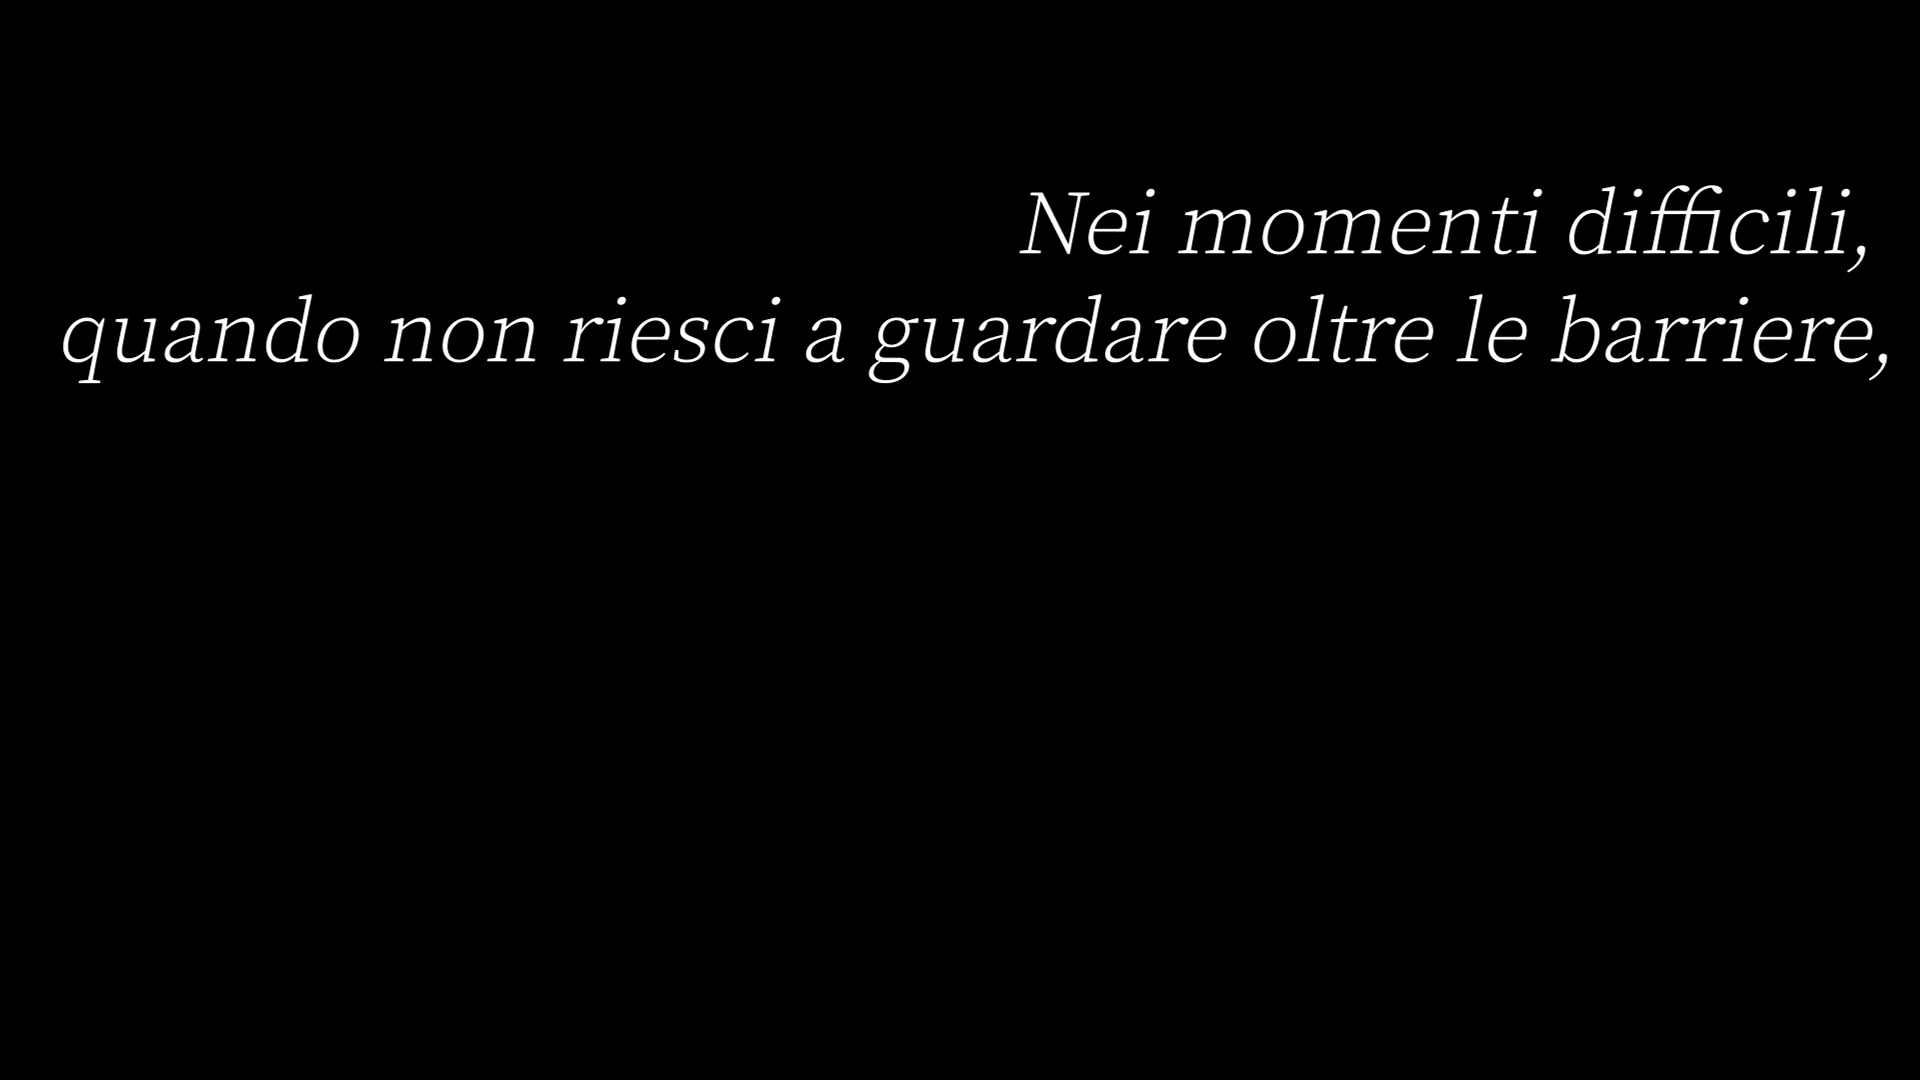 Nei momenti difficili,
quando non riesci a guardare oltre le barriere,